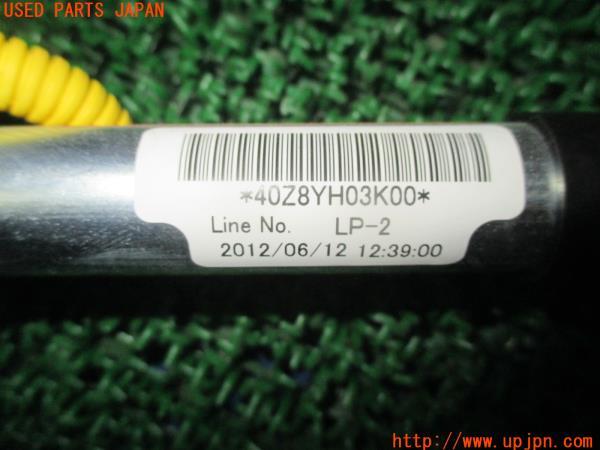 USED PARTS JAPAN
*40Z8YH03K00*
Line No. LP-2
2012/06/12 12:39:00
http://www.upjpn.com